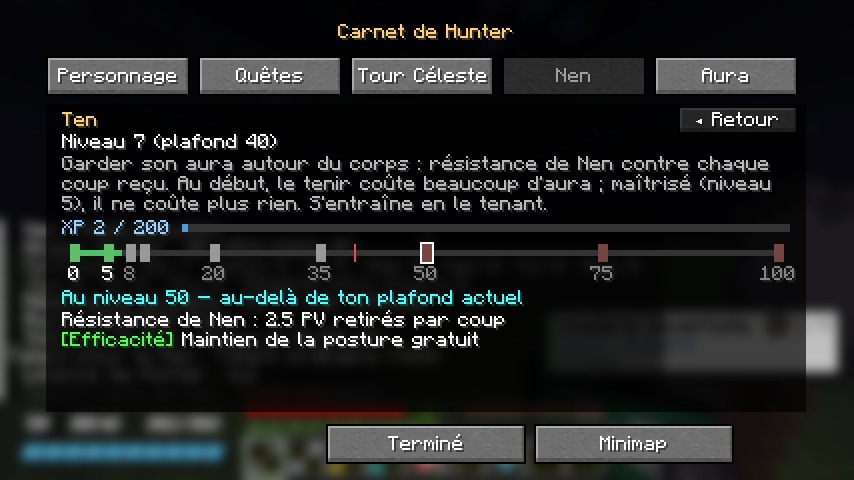 Carnet de Hunter
Personnage Quêtes Tour Céleste Nen Aura
Ten
◂ Retour
Niveau 7 (plafond 40)
Garder son aura autour du corps : résistance de Nen contre chaque
coup reçu. Au début, le tenir coûte beaucoup d'aura ; maîtrisé (niveau
5), il ne coûte plus rien. S'entraîne en le tenant.
XP 2 / 200
0 5 8 20 35 50 75 100
Au niveau 50 — au-delà de ton plafond actuel
Résistance de Nen : 2.5 PV retirés par coup
[Efficacité] Maintien de la posture gratuit
Terminé Minimap